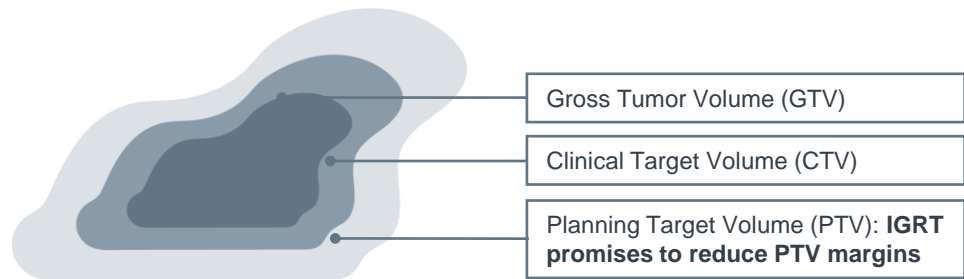 Gross Tumor Volume (GTV)
Clinical Target Volume (CTV)
Planning Target Volume (PTV): IGRT
promises to reduce PTV margins